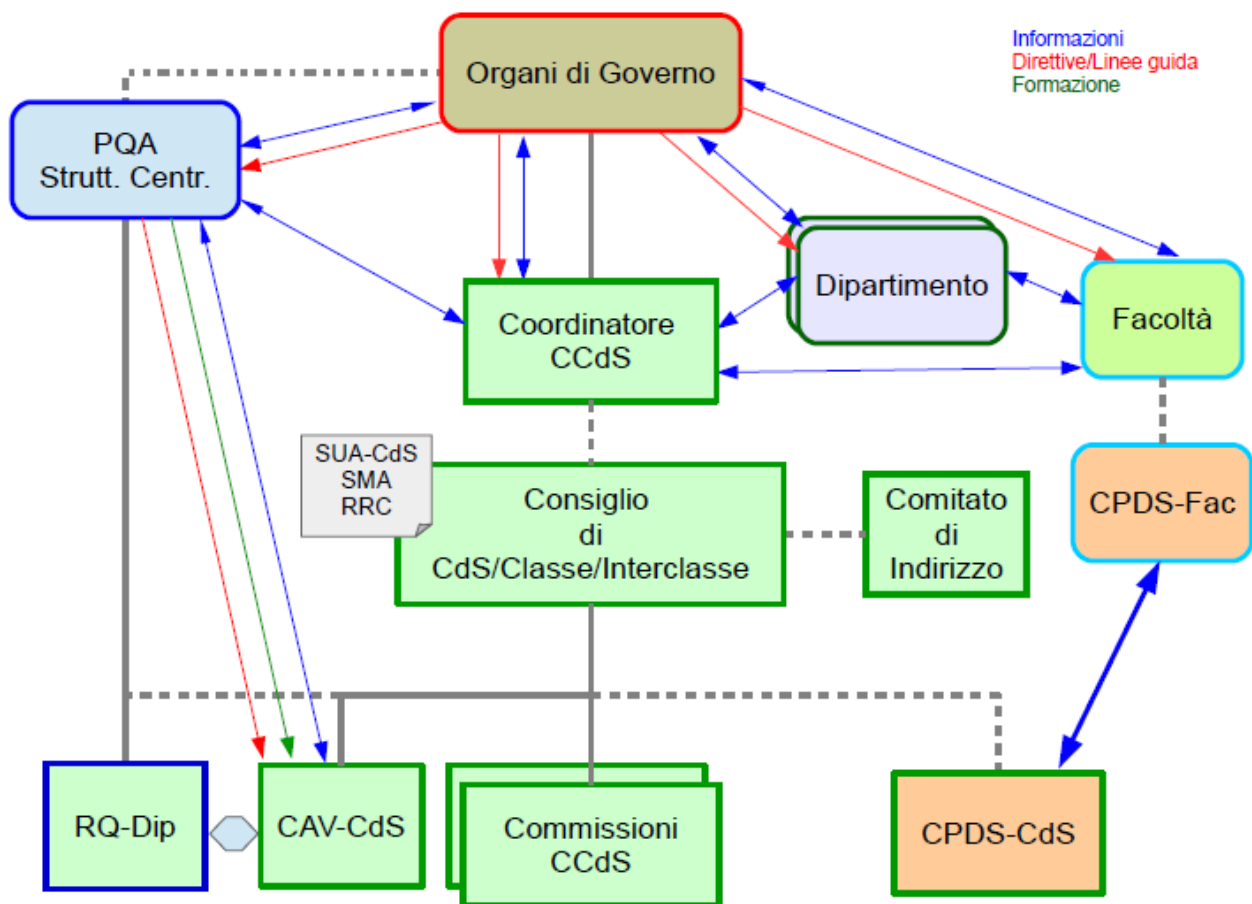 Organi di Governo
Informazioni
Direttive/Linee guida
Formazione
PQA
Strutt. Centr.
Dipartimento
Facoltà
Coordinatore
CCdS
SUA-CdS
SMA
RRC
Consiglio
di
CdS/Classe/Interclasse
Comitato
di
Indirizzo
CPDS-Fac
RQ-Dip
CAV-CdS
Commissioni
CCdS
CPDS-CdS